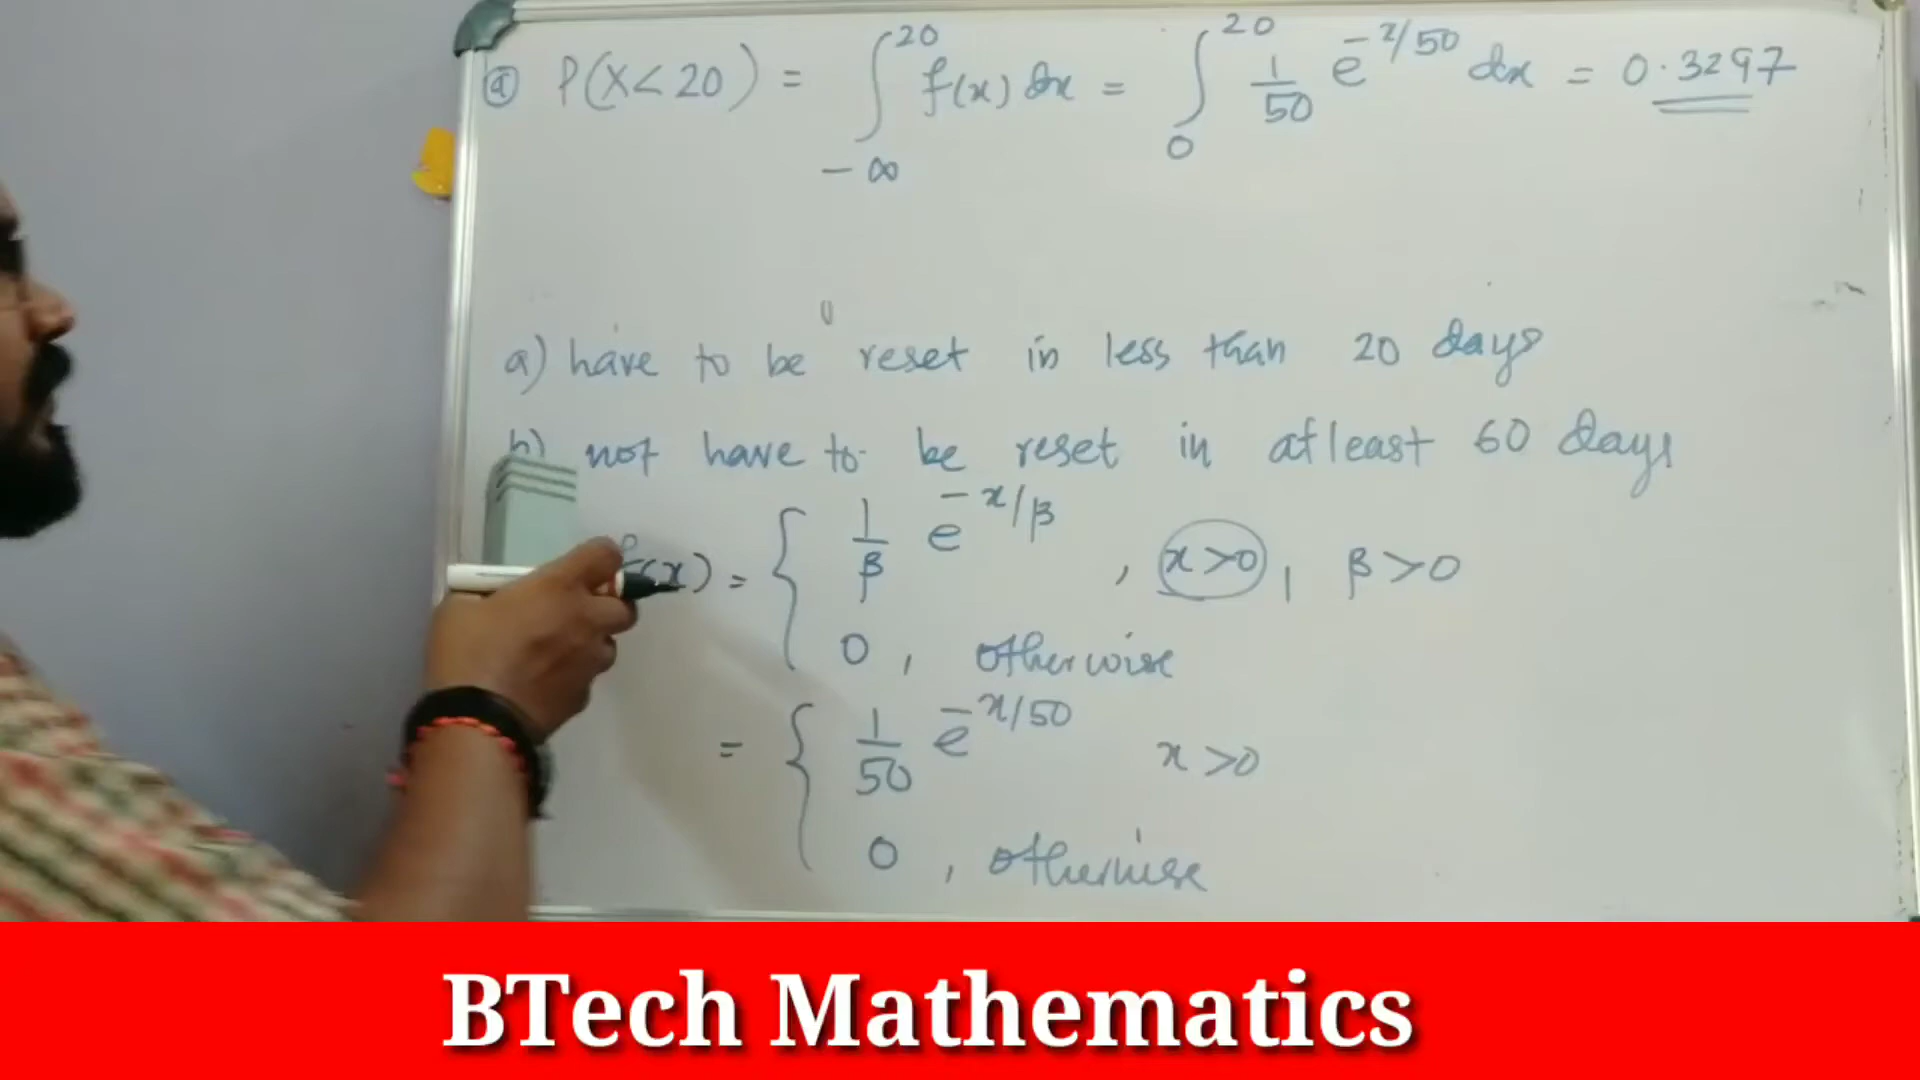 ⓐ P(X<20) = ∫_{-∞}^{20} f(x) dx = ∫_{0}^{20} 1/50 e^{-x/50} dx = 0.3297
a) have to be reset in less than 20 days
b) not have to be reset in atleast 60 days
f(x) = { 1/β e^{-x/β} , x>0, β>0
0 , otherwise
= { 1/50 e^{-x/50} x>0
0 , otherwise
BTech Mathematics